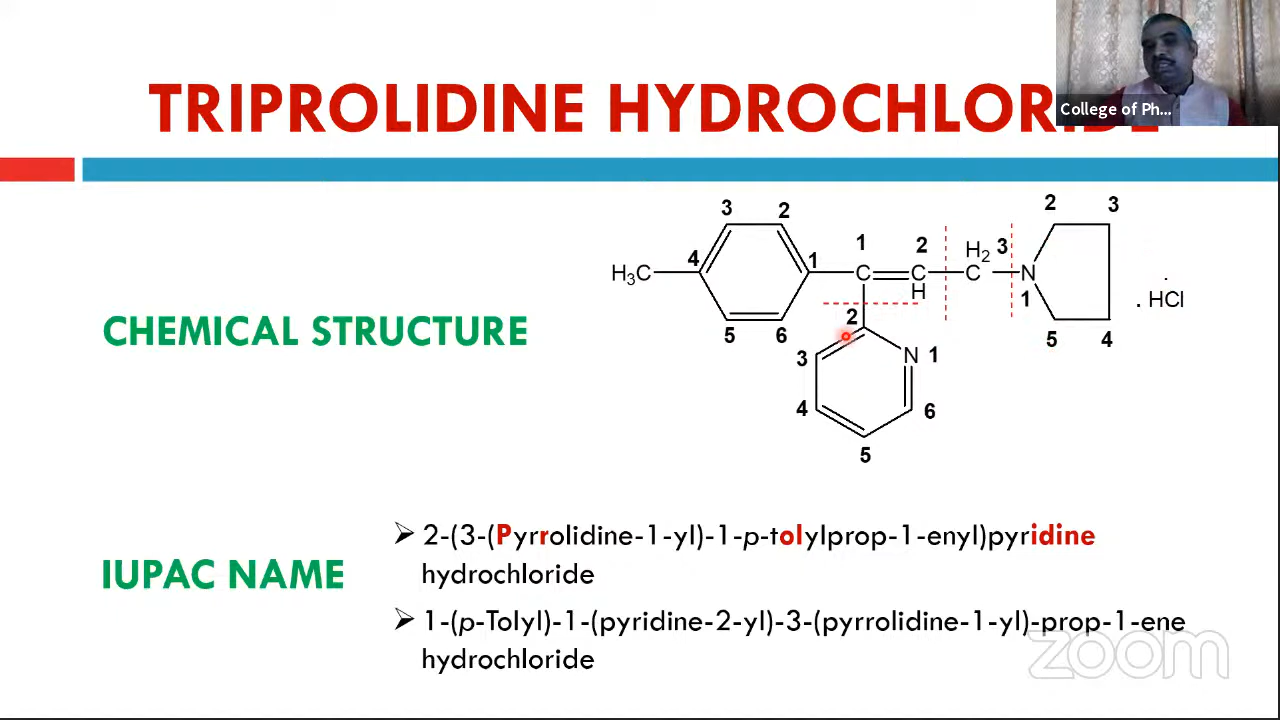 TRIPROLIDINE HYDROCHLORIDE
College of Ph...
CHEMICAL STRUCTURE
3 2 1 2 H2 3 2 3
H3C 4 1 C C C N . HCl
H 1
5 6 2 5 4
3 N 1
4 6
5
IUPAC NAME
2-(3-(Pyrrolidine-1-yl)-1-p-tolylprop-1-enyl)pyridine
hydrochloride
1-(p-Tolyl)-1-(pyridine-2-yl)-3-(pyrrolidine-1-yl)-prop-1-ene
hydrochloride
zoom